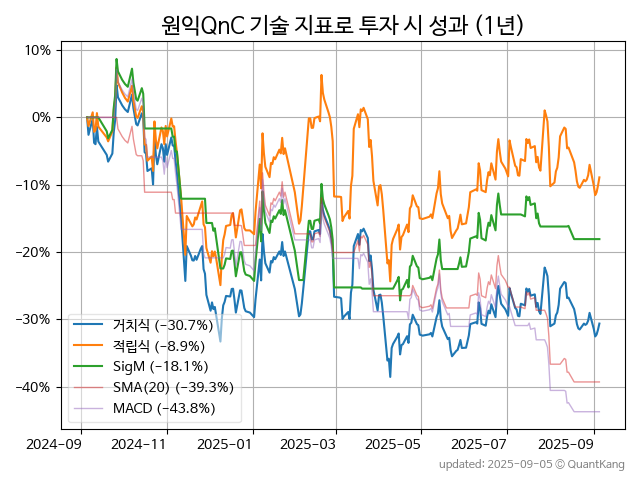 원익QnC 기술 지표로 투자 시 성과 (1년)
10%
0%
−10%
−20%
−30%
−40%
거치식 (−30.7%)
적립식 (−8.9%)
SigM (−18.1%)
SMA(20) (−39.3%)
MACD (−43.8%)
2024-09
2024-11
2025-01
2025-03
2025-05
2025-07
2025-09
updated: 2025-09-05 © QuantKang